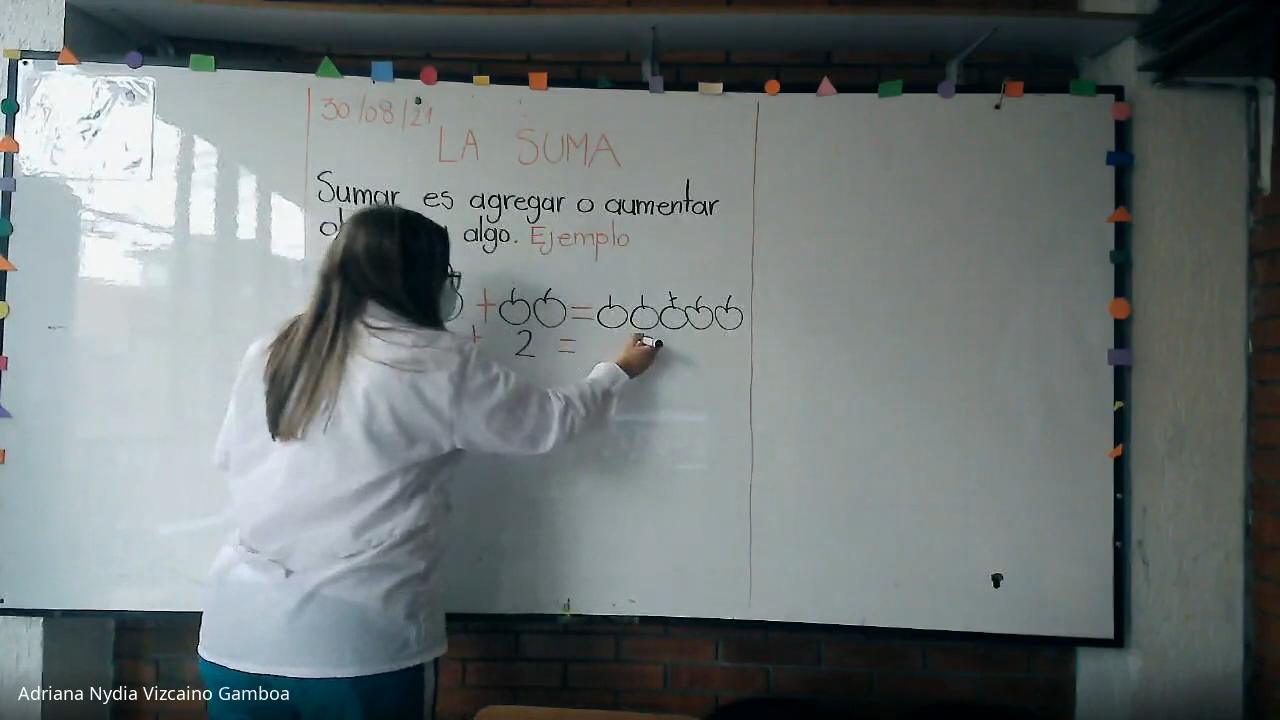 30/08/21
LA SUMA
Sumar es agregar o aumentar
algo. Ejemplo
+ =
+ 2 =
Adriana Nydia Vizcaino Gamboa